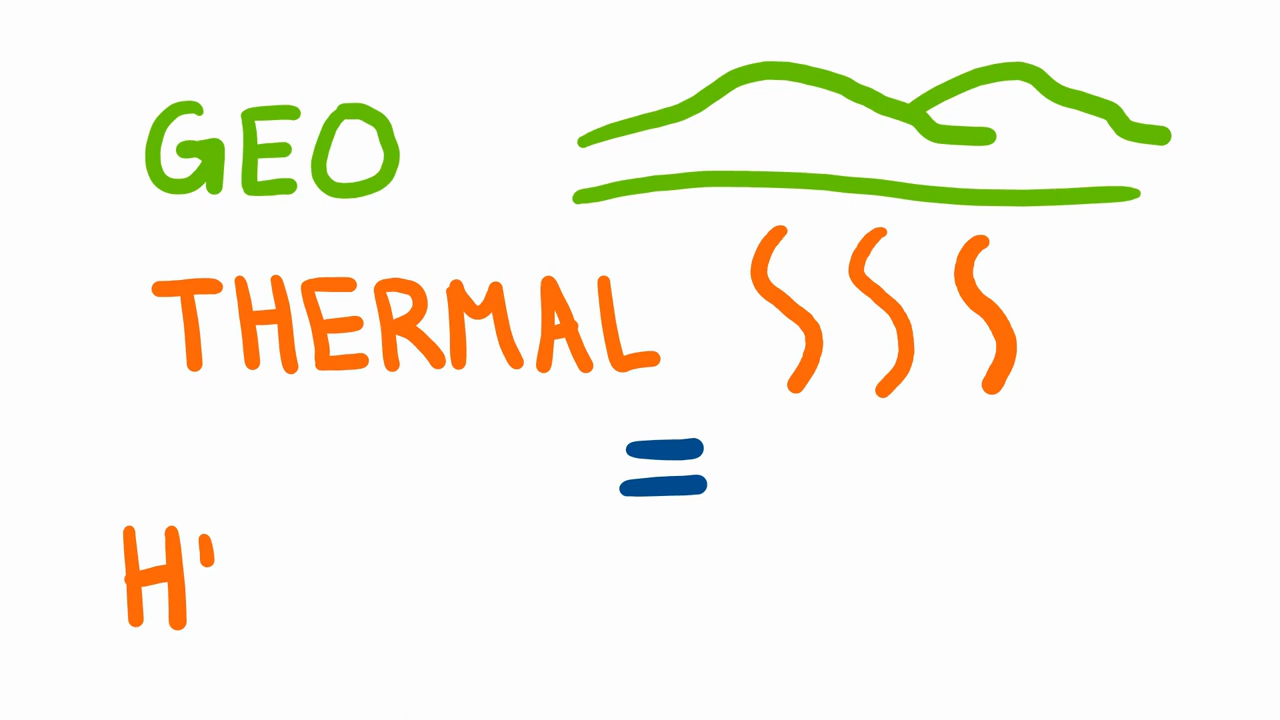 GEO
THERMAL
=
H